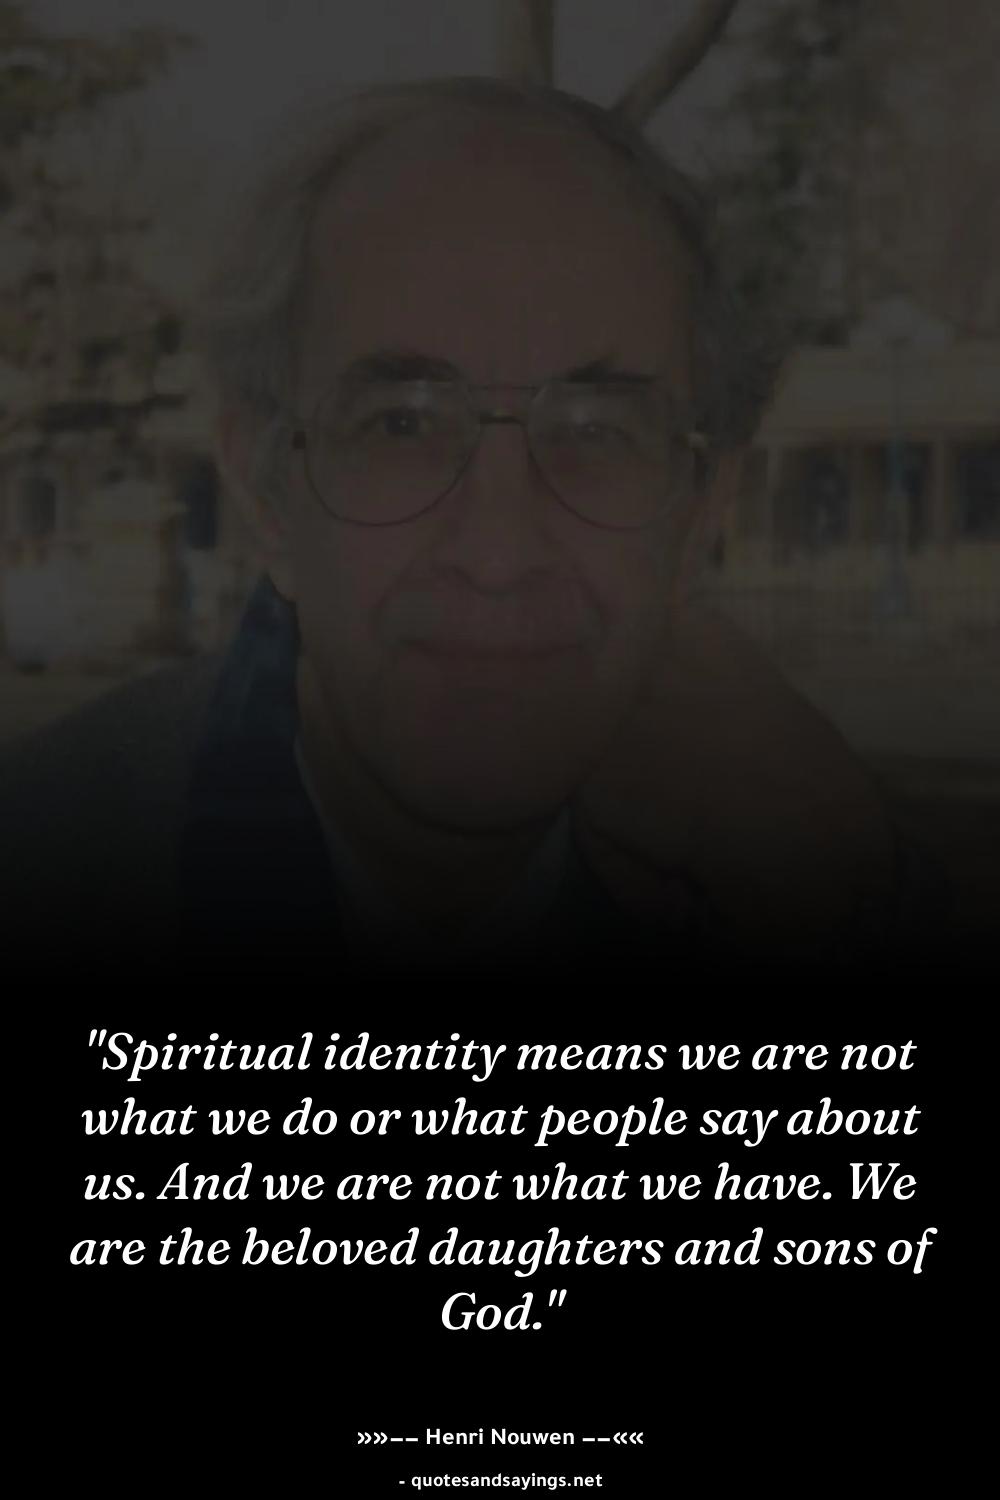 "Spiritual identity means we are not
what we do or what people say about
us. And we are not what we have. We
are the beloved daughters and sons of
God."
»»−− Henri Nouwen −−««
- quotesandsayings.net